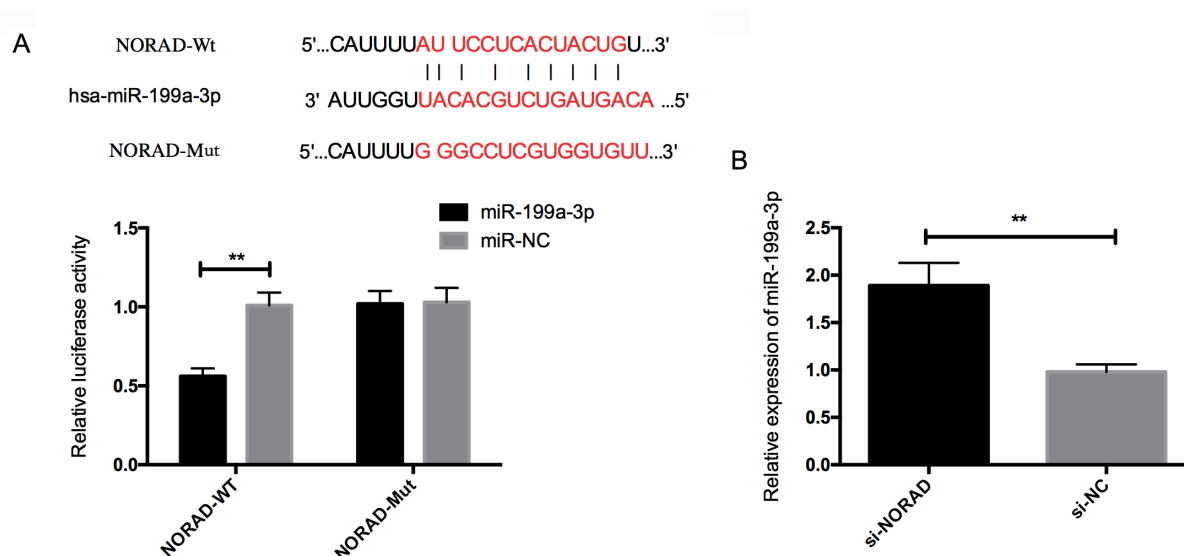 A
NORAD-Wt 5'...CAUUUUAU UCCUCACUACUGU...3'
hsa-miR-199a-3p 3' AUUGGUUACACGUCUGAUGACA ...5'
NORAD-Mut 5'...CAUUUUG GGCCUCGUGGUGUU...3'
miR-199a-3p
miR-NC
Relative luciferase activity
1.5
1.0
0.5
0.0
**
NORAD-WT
NORAD-Mut
B
Relative expression of miR-199a-3p
2.5
2.0
1.5
1.0
0.5
0.0
**
si-NORAD
si-NC